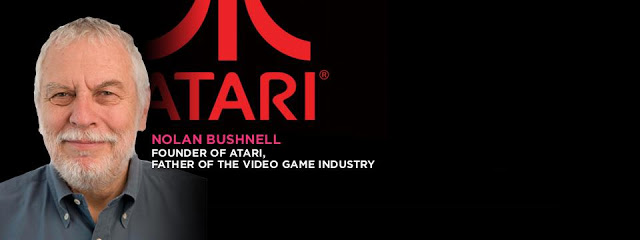 ATARI®
NOLAN BUSHNELL
FOUNDER OF ATARI,
FATHER OF THE VIDEO GAME INDUSTRY